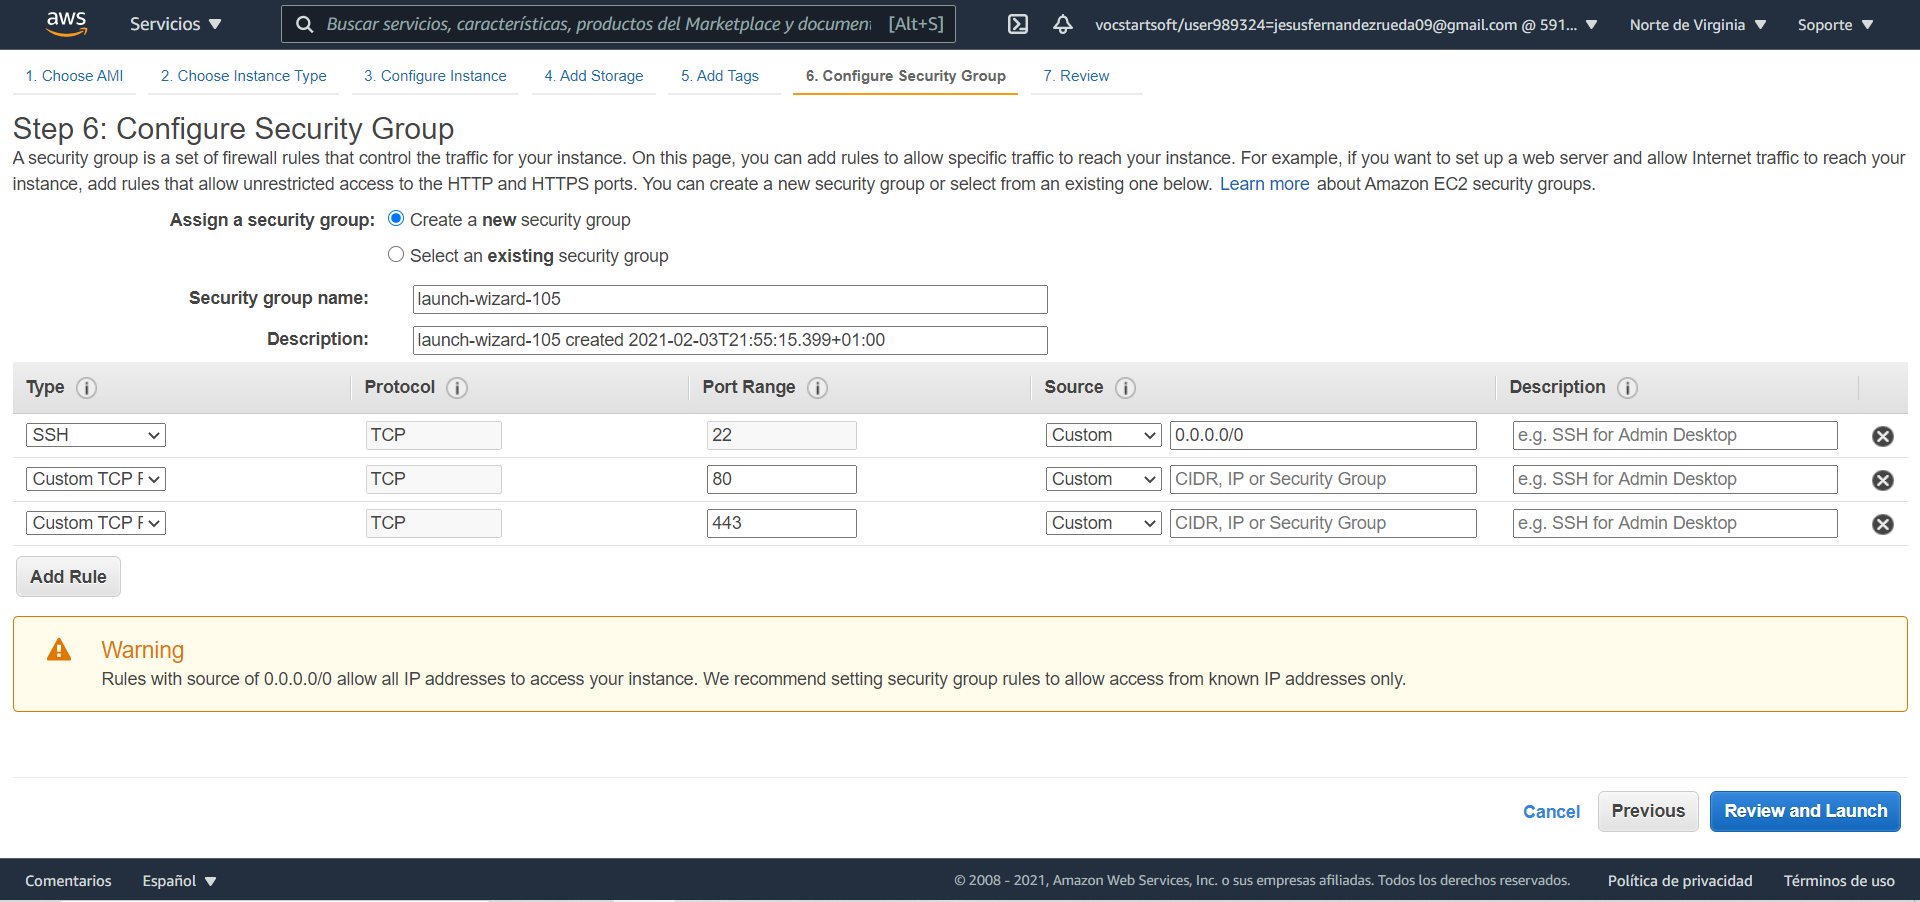 aws
Servicios
Buscar servicios, características, productos del Marketplace y documen [Alt+S]
vocstartsoft/user989324=jesusfernandezrueda09@gmail.com @ 591...
Norte de Virginia
Soporte
1. Choose AMI
2. Choose Instance Type
3. Configure Instance
4. Add Storage
5. Add Tags
6. Configure Security Group
7. Review
Step 6: Configure Security Group
A security group is a set of firewall rules that control the traffic for your instance. On this page, you can add rules to allow specific traffic to reach your instance. For example, if you want to set up a web server and allow Internet traffic to reach your
instance, add rules that allow unrestricted access to the HTTP and HTTPS ports. You can create a new security group or select from an existing one below. Learn more about Amazon EC2 security groups.
Assign a security group: Create a new security group
Select an existing security group
Security group name: launch-wizard-105
Description: launch-wizard-105 created 2021-02-03T21:55:15.399+01:00
Type i Protocol i Port Range i Source i Description i
SSH TCP 22 Custom 0.0.0.0/0 e.g. SSH for Admin Desktop
Custom TCP F TCP 80 Custom CIDR, IP or Security Group e.g. SSH for Admin Desktop
Custom TCP F TCP 443 Custom CIDR, IP or Security Group e.g. SSH for Admin Desktop
Add Rule
Warning
Rules with source of 0.0.0.0/0 allow all IP addresses to access your instance. We recommend setting security group rules to allow access from known IP addresses only.
Cancel
Previous
Review and Launch
Comentarios
Español
© 2008 - 2021, Amazon Web Services, Inc. o sus empresas afiliadas. Todos los derechos reservados.
Política de privacidad
Términos de uso